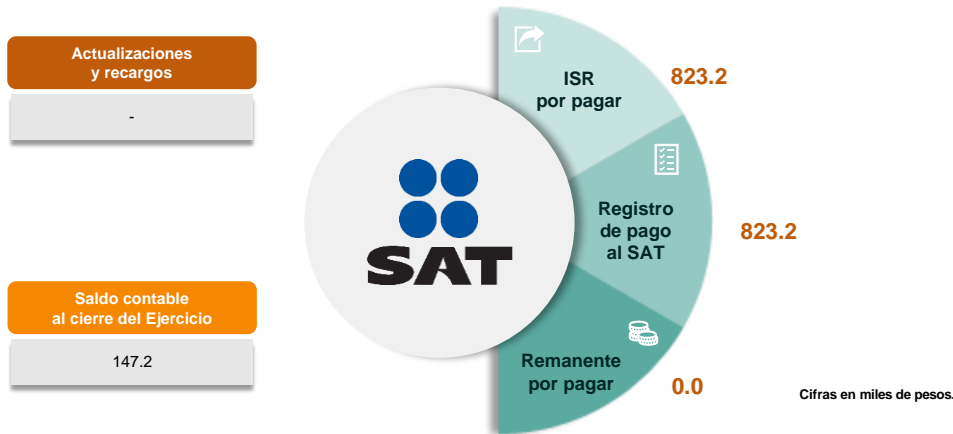 Actualizaciones
y recargos
-
Saldo contable
al cierre del Ejercicio
147.2
SAT
ISR
por pagar
823.2
Registro
de pago
al SAT
823.2
Remanente
por pagar
0.0
Cifras en miles de pesos.